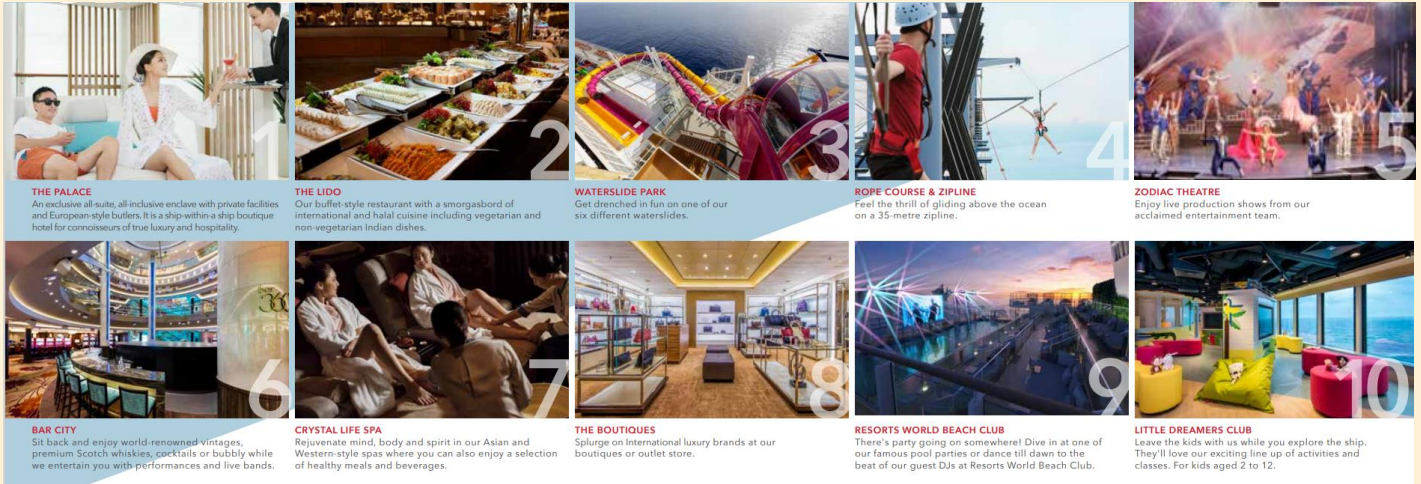 1
THE PALACE
An exclusive all-suite, all-inclusive enclave with private facilities
and European-style butlers. It is a ship-within-a ship boutique
hotel for connoisseurs of true luxury and hospitality.
2
THE LIDO
Our buffet-style restaurant with a smorgasbord of
international and halal cuisine including vegetarian and
non-vegetarian Indian dishes.
3
WATERSLIDE PARK
Get drenched in fun on one of our
six different waterslides.
4
ROPE COURSE & ZIPLINE
Feel the thrill of gliding above the ocean
on a 35-metre zipline.
5
ZODIAC THEATRE
Enjoy live production shows from our
acclaimed entertainment team.
6
BAR CITY
Sit back and enjoy world-renowned vintages,
premium Scotch whiskies, cocktails or bubbly while
we entertain you with performances and live bands.
7
CRYSTAL LIFE SPA
Rejuvenate mind, body and spirit in our Asian and
Western-style spas where you can also enjoy a selection
of healthy meals and beverages.
8
THE BOUTIQUES
Splurge on International luxury brands at our
boutiques or outlet store.
9
RESORTS WORLD BEACH CLUB
There's party going on somewhere! Dive in at one of
our famous pool parties or dance till dawn to the
beat of our guest DJs at Resorts World Beach Club.
10
LITTLE DREAMERS CLUB
Leave the kids with us while you explore the ship.
They'll love our exciting line up of activities and
classes. For kids aged 2 to 12.